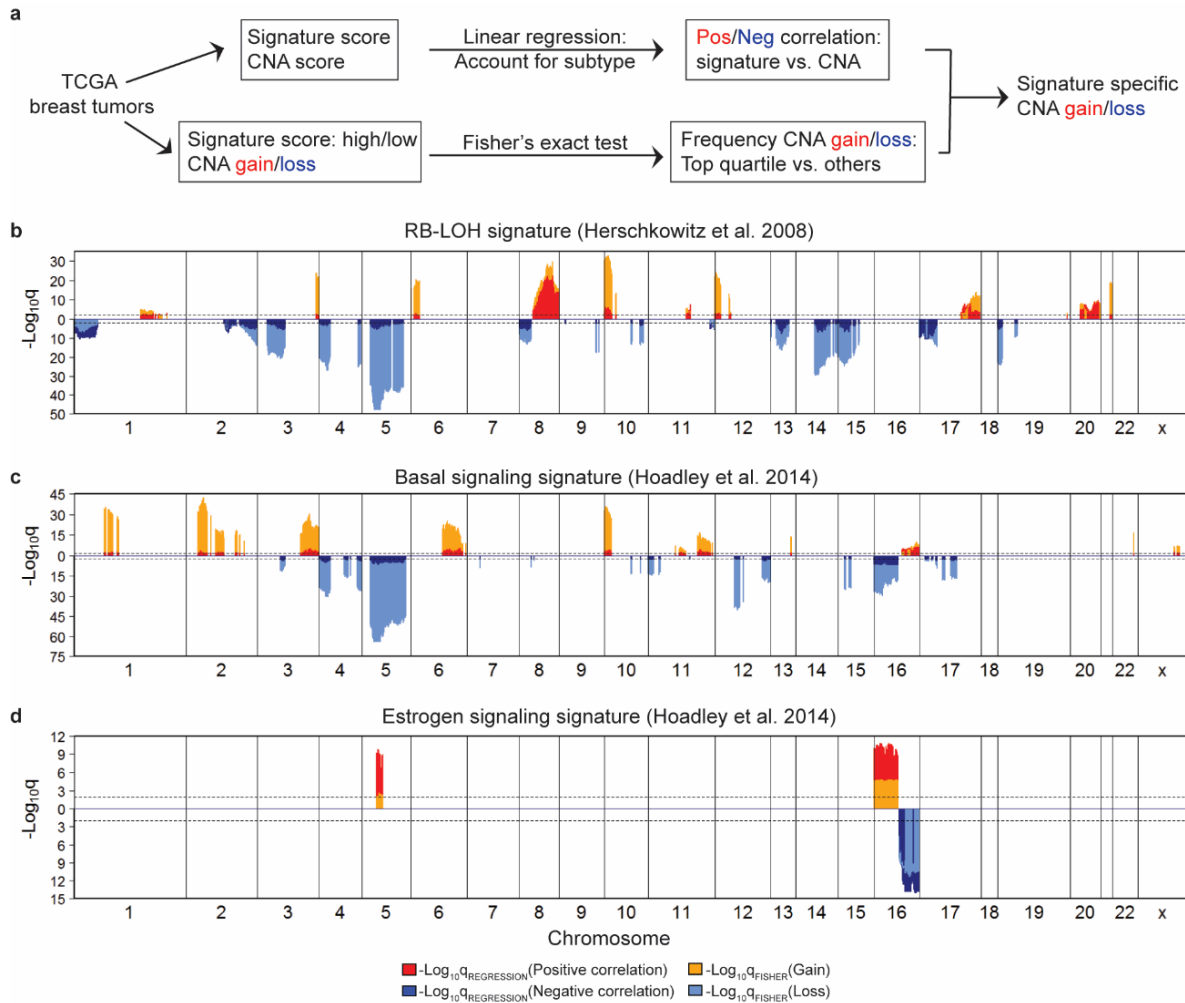 a
TCGA
breast tumors
Signature score
CNA score
Linear regression:
Account for subtype
Pos/Neg correlation:
signature vs. CNA
Signature score: high/low
CNA gain/loss
Fisher's exact test
Frequency CNA gain/loss:
Top quartile vs. others
Signature specific
CNA gain/loss
b
RB-LOH signature (Herschkowitz et al. 2008)
-Log10q
30
20
10
0
10
20
30
40
50
1 2 3 4 5 6 7 8 9 10 11 12 13 14 15 16 17 18 19 20 22 x
c
Basal signaling signature (Hoadley et al. 2014)
-Log10q
45
30
15
0
15
30
45
60
75
1 2 3 4 5 6 7 8 9 10 11 12 13 14 15 16 17 18 19 20 22 x
d
Estrogen signaling signature (Hoadley et al. 2014)
-Log10q
12
9
6
3
0
3
6
9
12
15
1 2 3 4 5 6 7 8 9 10 11 12 13 14 15 16 17 18 19 20 22 x
Chromosome
-Log10qREGRESSION(Positive correlation) -Log10qFISHER(Gain)
-Log10qREGRESSION(Negative correlation) -Log10qFISHER(Loss)